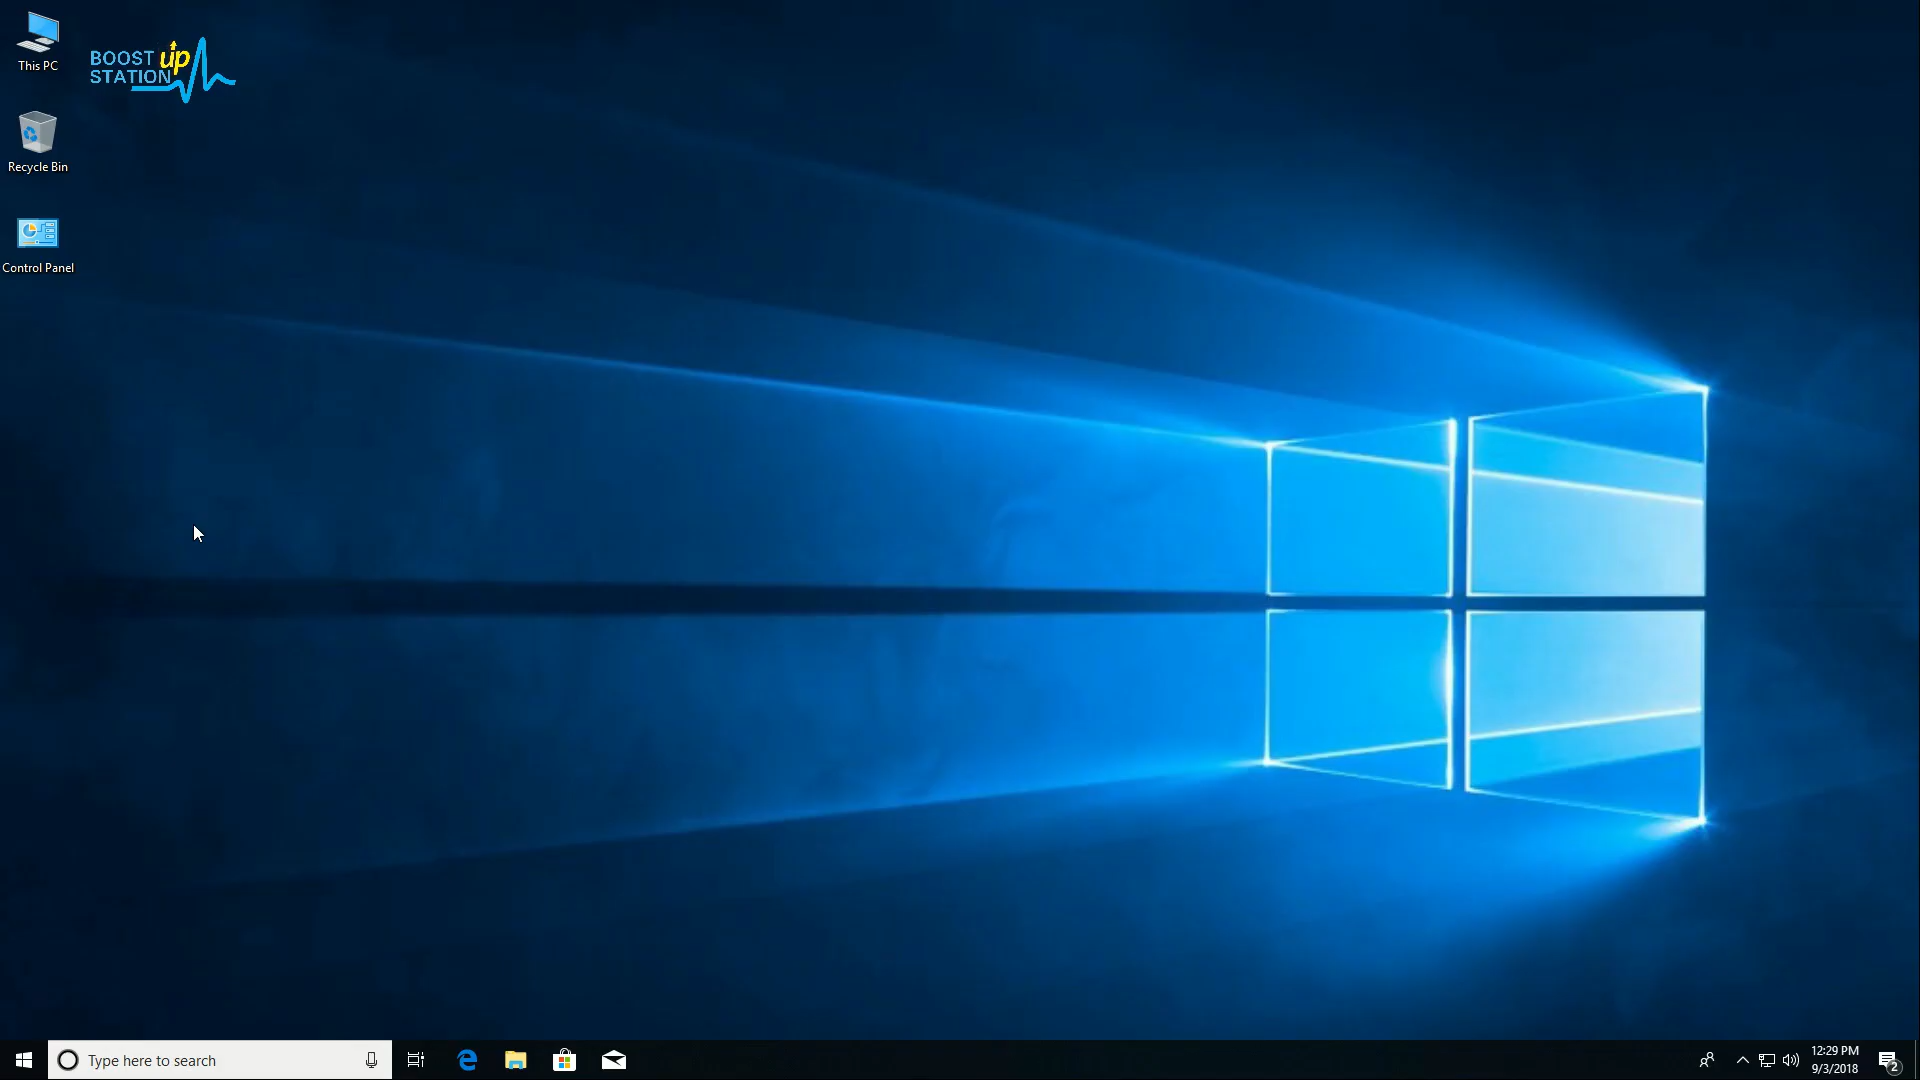 This PC
BOOST up
STATION
Recycle Bin
Control Panel
Type here to search
12:29 PM
9/3/2018
2